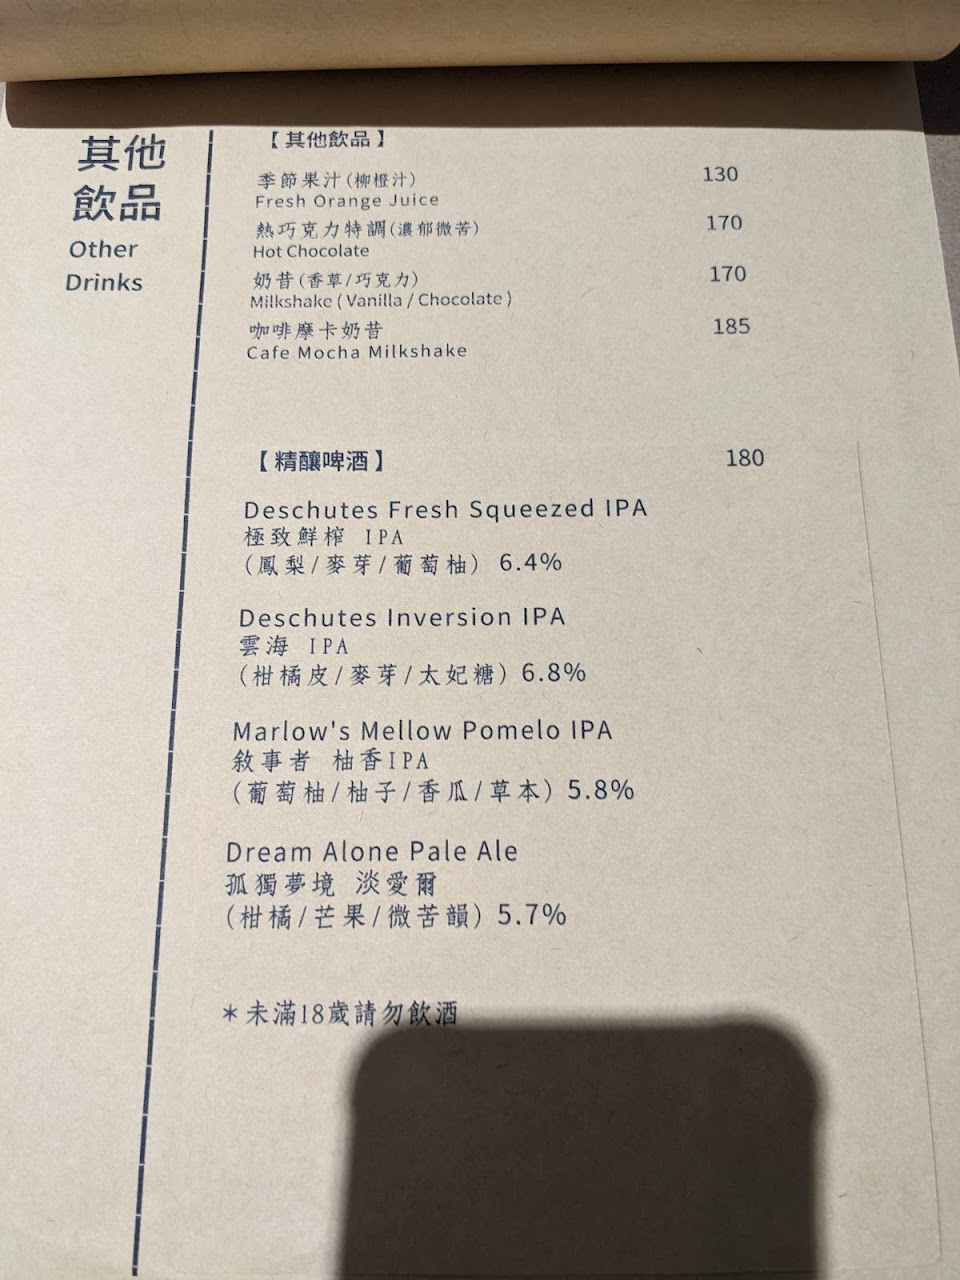 其他
飲品
Other
Drinks
【其他飲品】
季節果汁(柳橙汁) 130
Fresh Orange Juice
熱巧克力特調(濃郁微苦) 170
Hot Chocolate
奶昔(香草/巧克力) 170
Milkshake ( Vanilla / Chocolate )
咖啡摩卡奶昔 185
Cafe Mocha Milkshake
【精釀啤酒】 180
Deschutes Fresh Squeezed IPA
極致鮮榨 IPA
(鳳梨/麥芽/葡萄柚) 6.4%
Deschutes Inversion IPA
雲海 IPA
(柑橘皮/麥芽/太妃糖) 6.8%
Marlow's Mellow Pomelo IPA
敘事者 柚香IPA
(葡萄柚/柚子/香瓜/草本) 5.8%
Dream Alone Pale Ale
孤獨夢境 淡愛爾
(柑橘/芒果/微苦韻) 5.7%
＊未滿18歲請勿飲酒